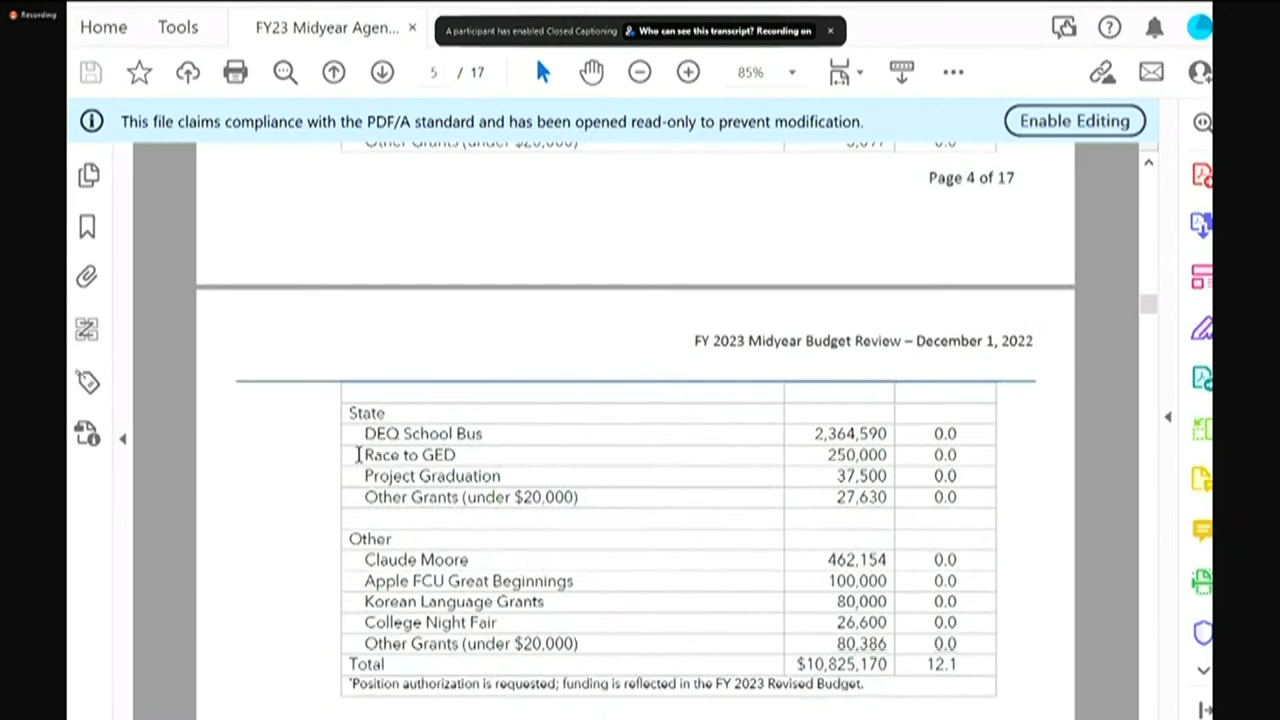 Recording
Home Tools FY23 Midyear Agen... ×
A participant has enabled Closed Captioning Who can see this transcript? Recording on ×
5 / 17 85%
This file claims compliance with the PDF/A standard and has been opened read-only to prevent modification. Enable Editing
Other Grants (under $20,000)
Page 4 of 17
FY 2023 Midyear Budget Review – December 1, 2022
State
DEQ School Bus 2,364,590 0.0
Race to GED 250,000 0.0
Project Graduation 37,500 0.0
Other Grants (under $20,000) 27,630 0.0
Other
Claude Moore 462,154 0.0
Apple FCU Great Beginnings 100,000 0.0
Korean Language Grants 80,000 0.0
College Night Fair 26,600 0.0
Other Grants (under $20,000) 80,386 0.0
Total $10,825,170 12.1
*Position authorization is requested; funding is reflected in the FY 2023 Revised Budget.